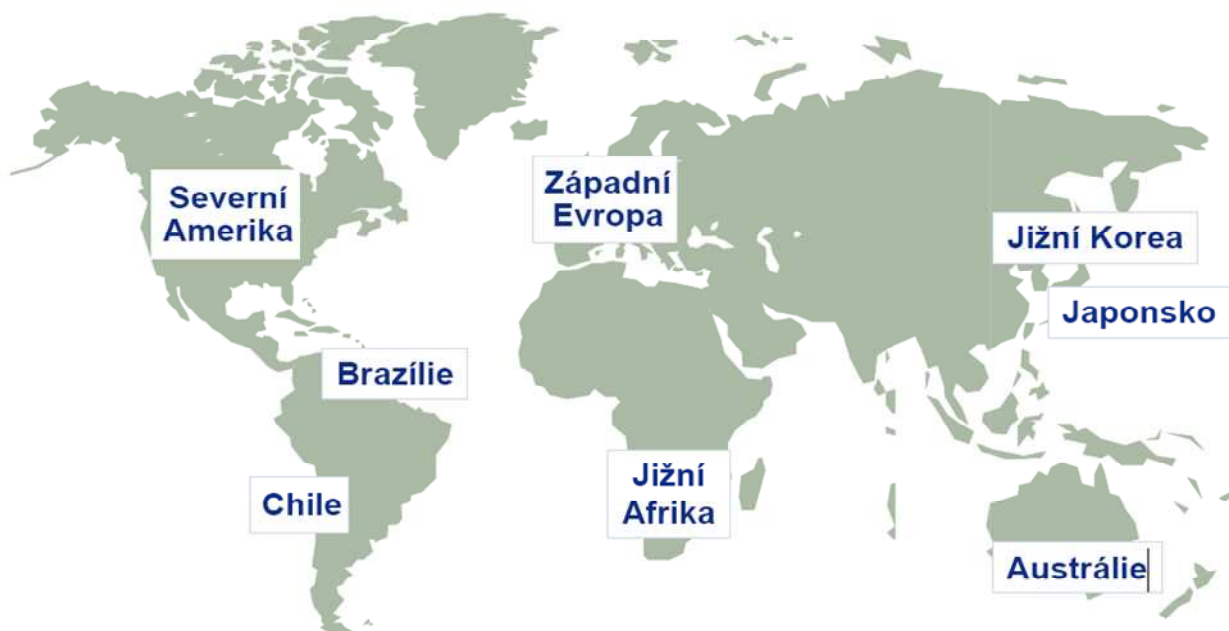 Severní
Amerika
Západní
Evropa
Jižní Korea
Japonsko
Brazílie
Chile
Jižní
Afrika
Austrálie